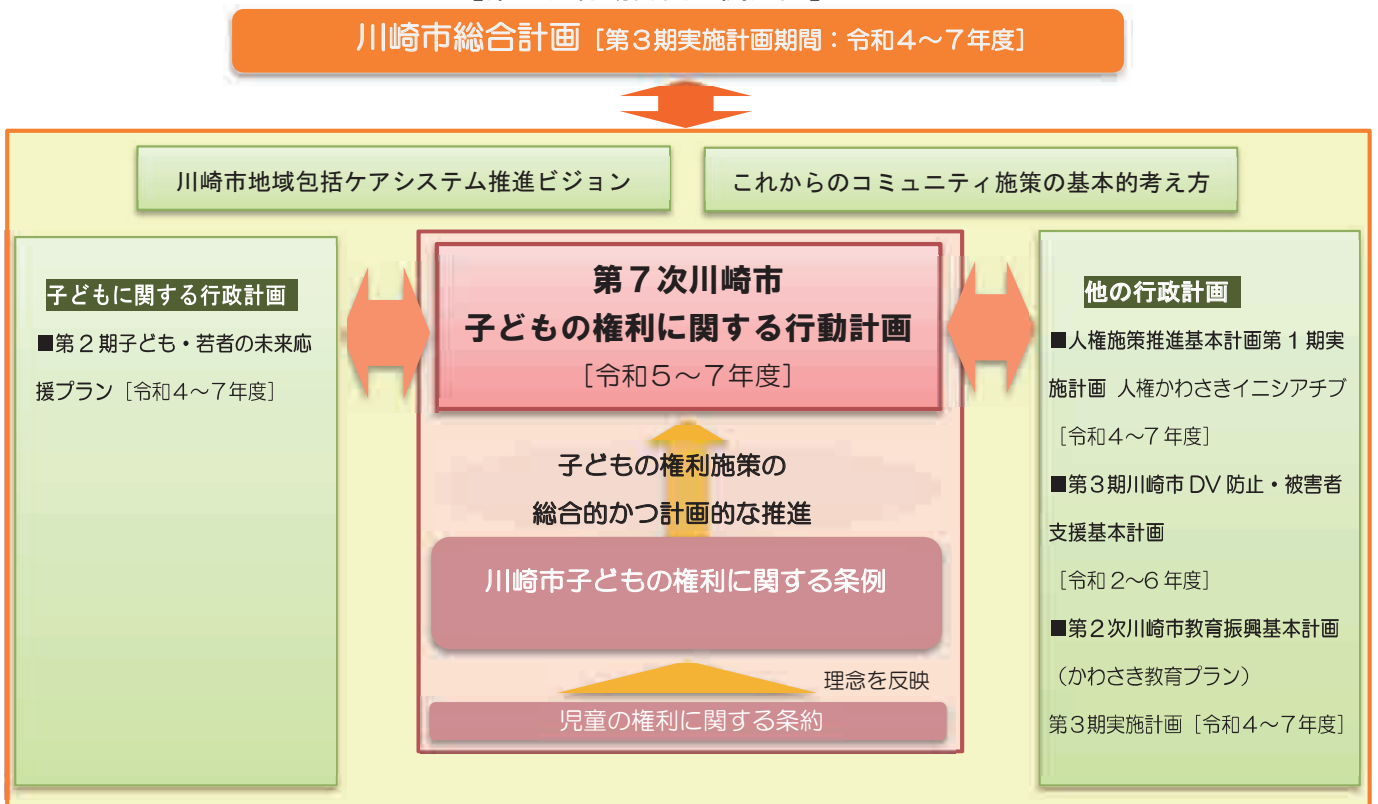 川崎市総合計画［第３期実施計画期間：令和４～７年度］
川崎市地域包括ケアシステム推進ビジョン
これからのコミュニティ施策の基本的考え方
子どもに関する行政計画
■第２期子ども・若者の未来応
援プラン［令和４～７年度］
第７次川崎市
子どもの権利に関する行動計画
［令和５～７年度］
子どもの権利施策の
総合的かつ計画的な推進
川崎市子どもの権利に関する条例
理念を反映
児童の権利に関する条約
他の行政計画
■人権施策推進基本計画第１期実
施計画 人権かわさきイニシアチブ
［令和４～７年度］
■第３期川崎市 DV 防止・被害者
支援基本計画
［令和２～６年度］
■第２次川崎市教育振興基本計画
（かわさき教育プラン）
第３期実施計画［令和４～７年度］